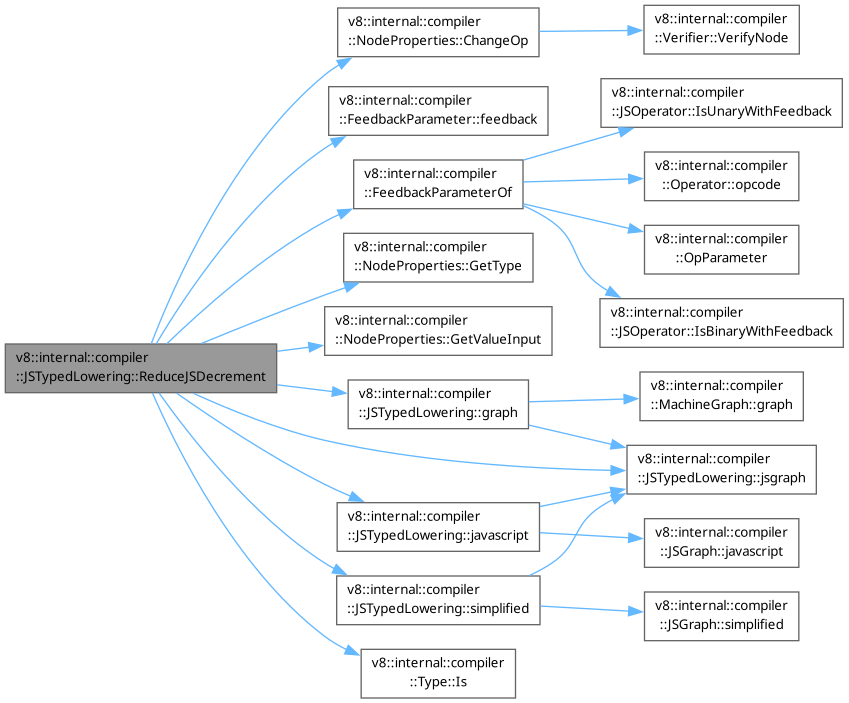 v8::internal::compiler
::JSTypedLowering::ReduceJSDecrement
v8::internal::compiler
::NodeProperties::ChangeOp
v8::internal::compiler
::Verifier::VerifyNode
v8::internal::compiler
::FeedbackParameter::feedback
v8::internal::compiler
::FeedbackParameterOf
v8::internal::compiler
::JSOperator::IsUnaryWithFeedback
v8::internal::compiler
::Operator::opcode
v8::internal::compiler
::OpParameter
v8::internal::compiler
::JSOperator::IsBinaryWithFeedback
v8::internal::compiler
::NodeProperties::GetType
v8::internal::compiler
::NodeProperties::GetValueInput
v8::internal::compiler
::JSTypedLowering::graph
v8::internal::compiler
::MachineGraph::graph
v8::internal::compiler
::JSTypedLowering::jsgraph
v8::internal::compiler
::JSTypedLowering::javascript
v8::internal::compiler
::JSGraph::javascript
v8::internal::compiler
::JSTypedLowering::simplified
v8::internal::compiler
::JSGraph::simplified
v8::internal::compiler
::Type::Is